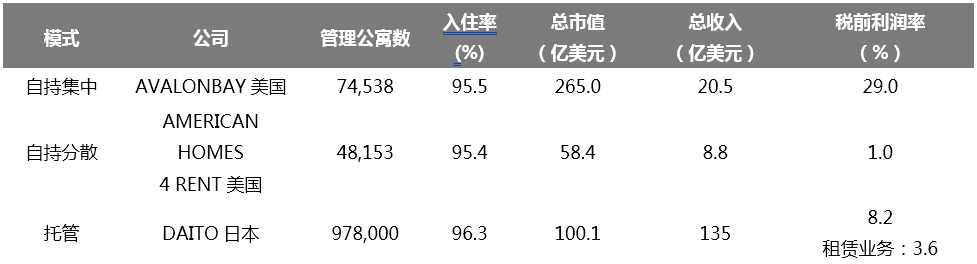 模式 公司 管理公寓数 入住率 (%) 总市值 (亿美元) 总收入 (亿美元) 税前利润率 (%)
自持集中 AVALONBAY 美国 74,538 95.5 265.0 20.5 29.0
自持分散 AMERICAN HOMES 4 RENT 美国 48,153 95.4 58.4 8.8 1.0
托管 DAITO 日本 978,000 96.3 100.1 135 8.2
租赁业务：3.6